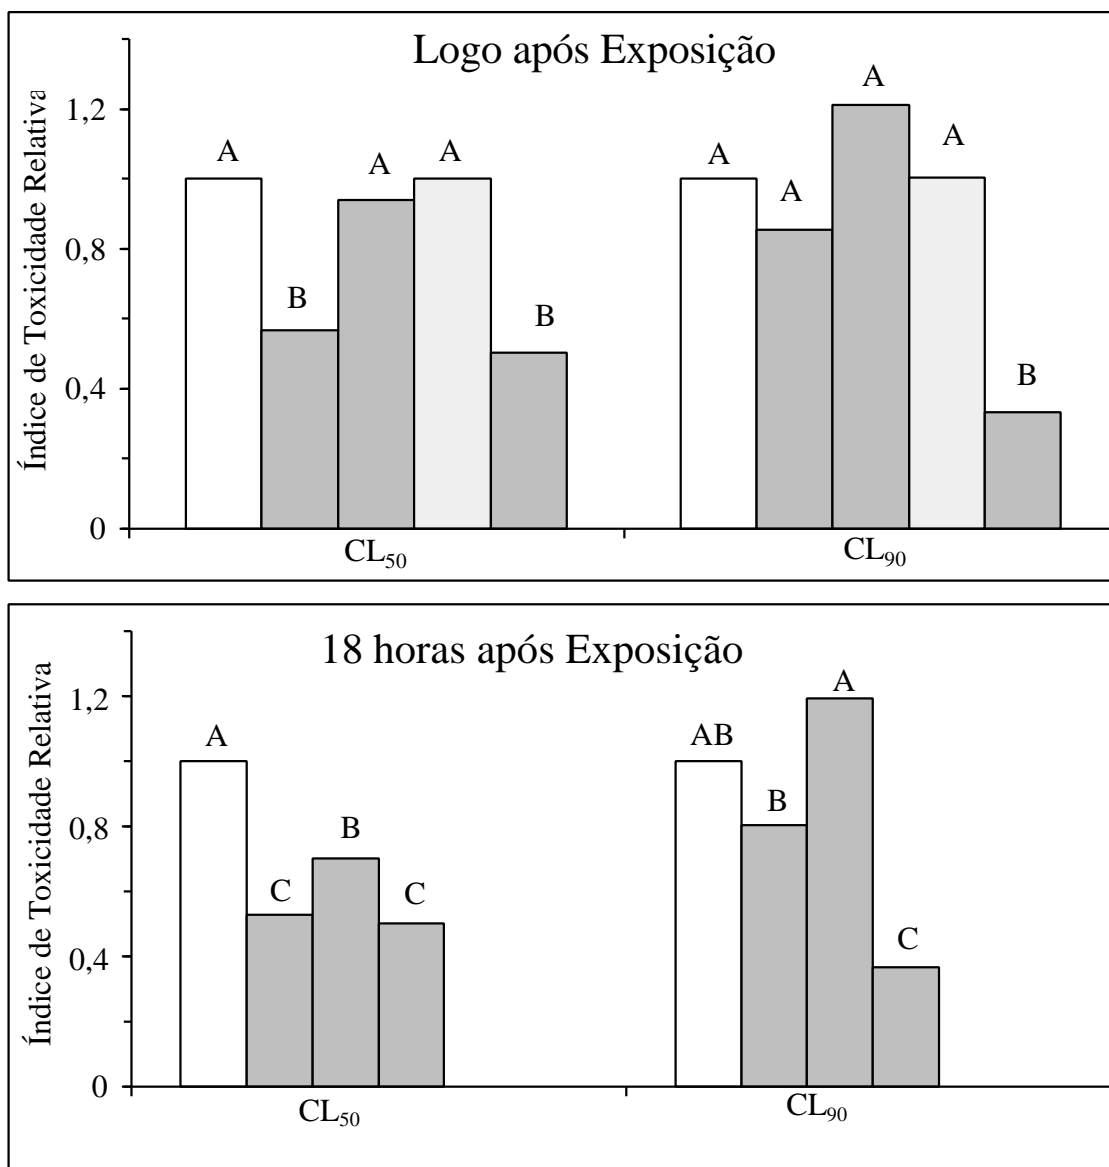 Logo após Exposição
Índice de Toxicidade Relativa
1,2
0,8
0,4
0
A
B
A
A
B
A
A
A
A
B
CL₅₀
CL₉₀
18 horas após Exposição
Índice de Toxicidade Relativa
1,2
0,8
0,4
0
A
C
B
C
AB
B
A
C
CL₅₀
CL₉₀